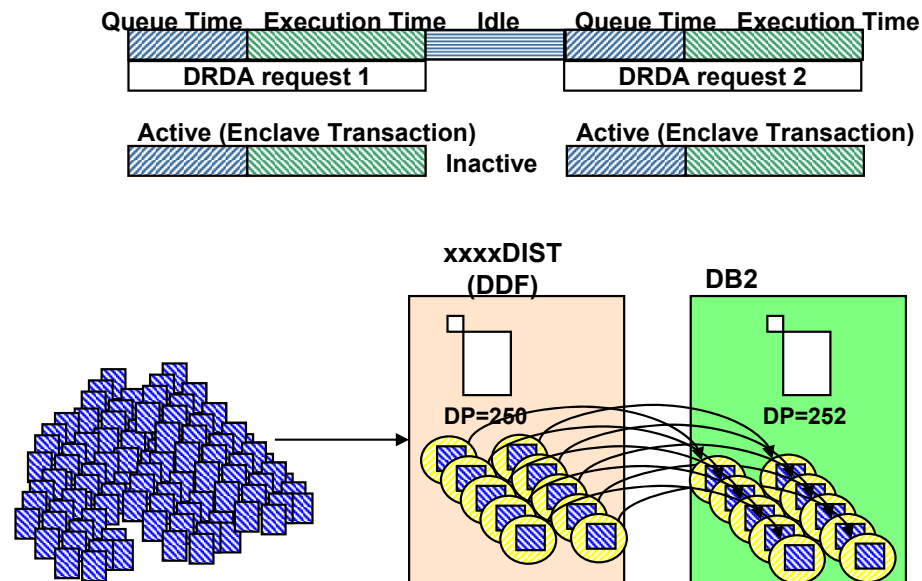 Queue Time Execution Time Idle Queue Time Execution Time
DRDA request 1 DRDA request 2
Active (Enclave Transaction) Active (Enclave Transaction)
Inactive
xxxxDIST
(DDF)
DB2
DP=250 DP=252